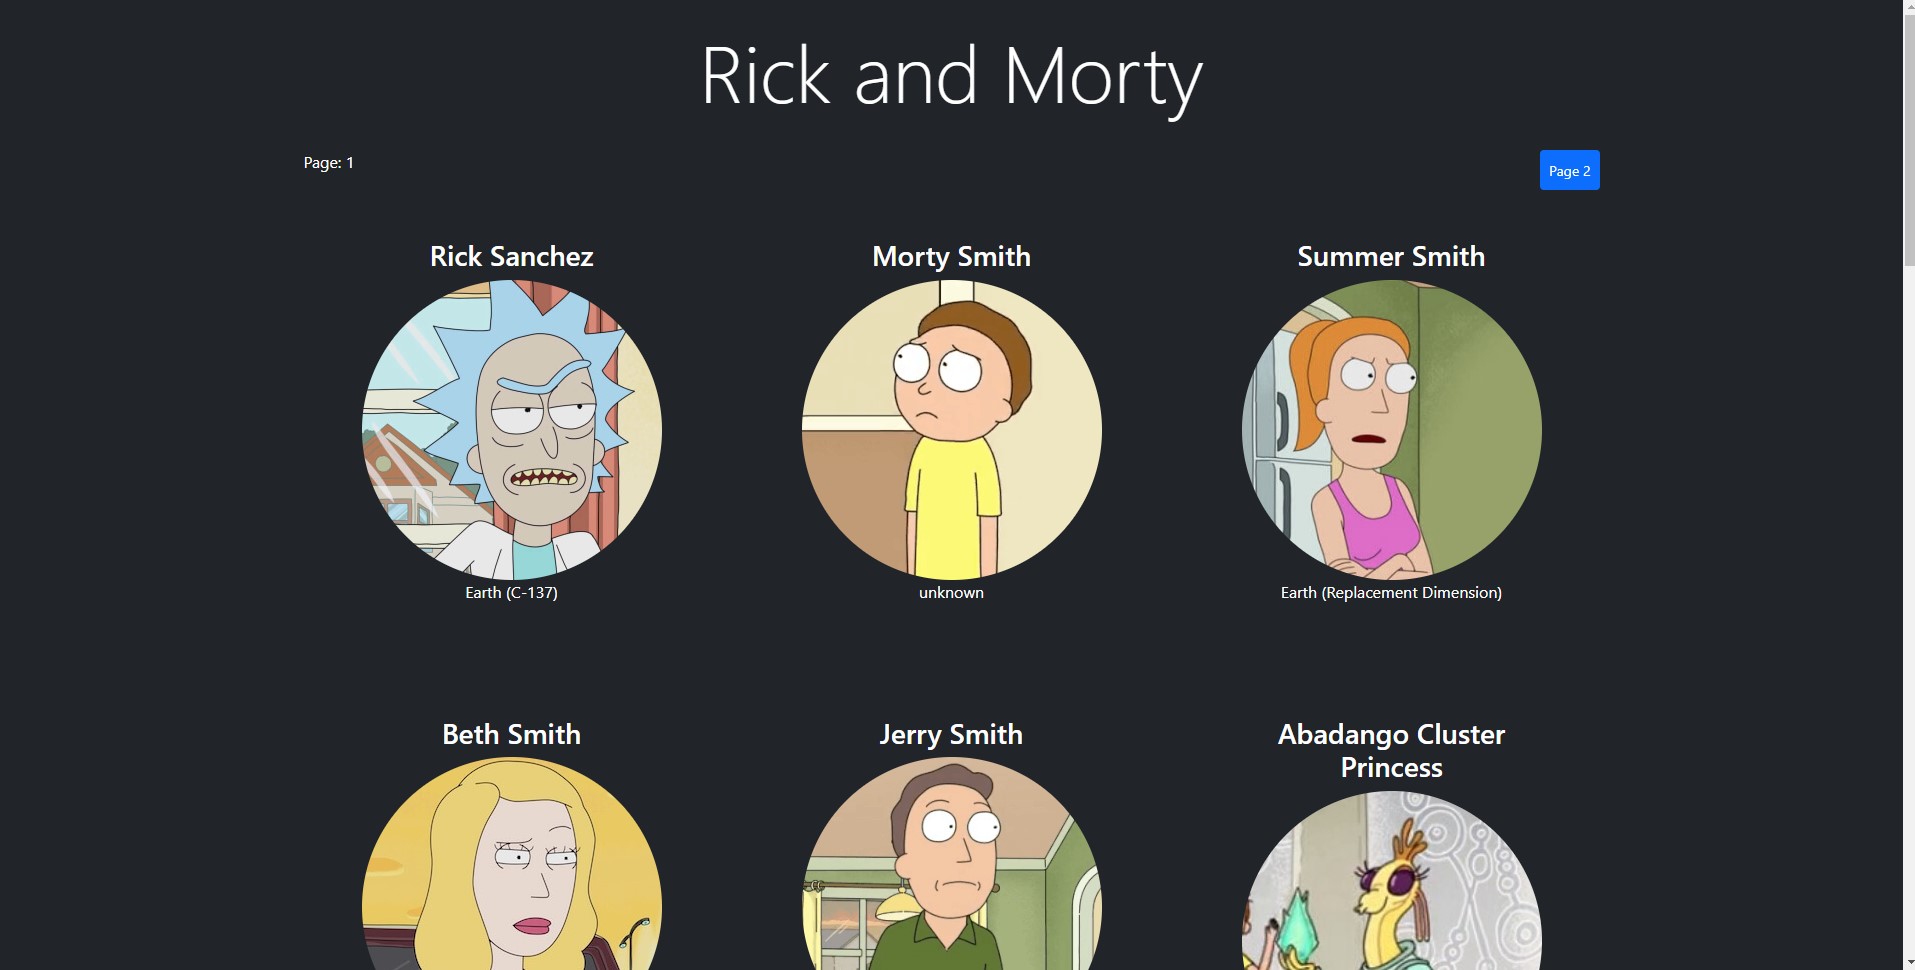 Rick and Morty
Page: 1
Page 2
Rick Sanchez
Morty Smith
Summer Smith
Earth (C-137)
unknown
Earth (Replacement Dimension)
Beth Smith
Jerry Smith
Abadango Cluster
Princess